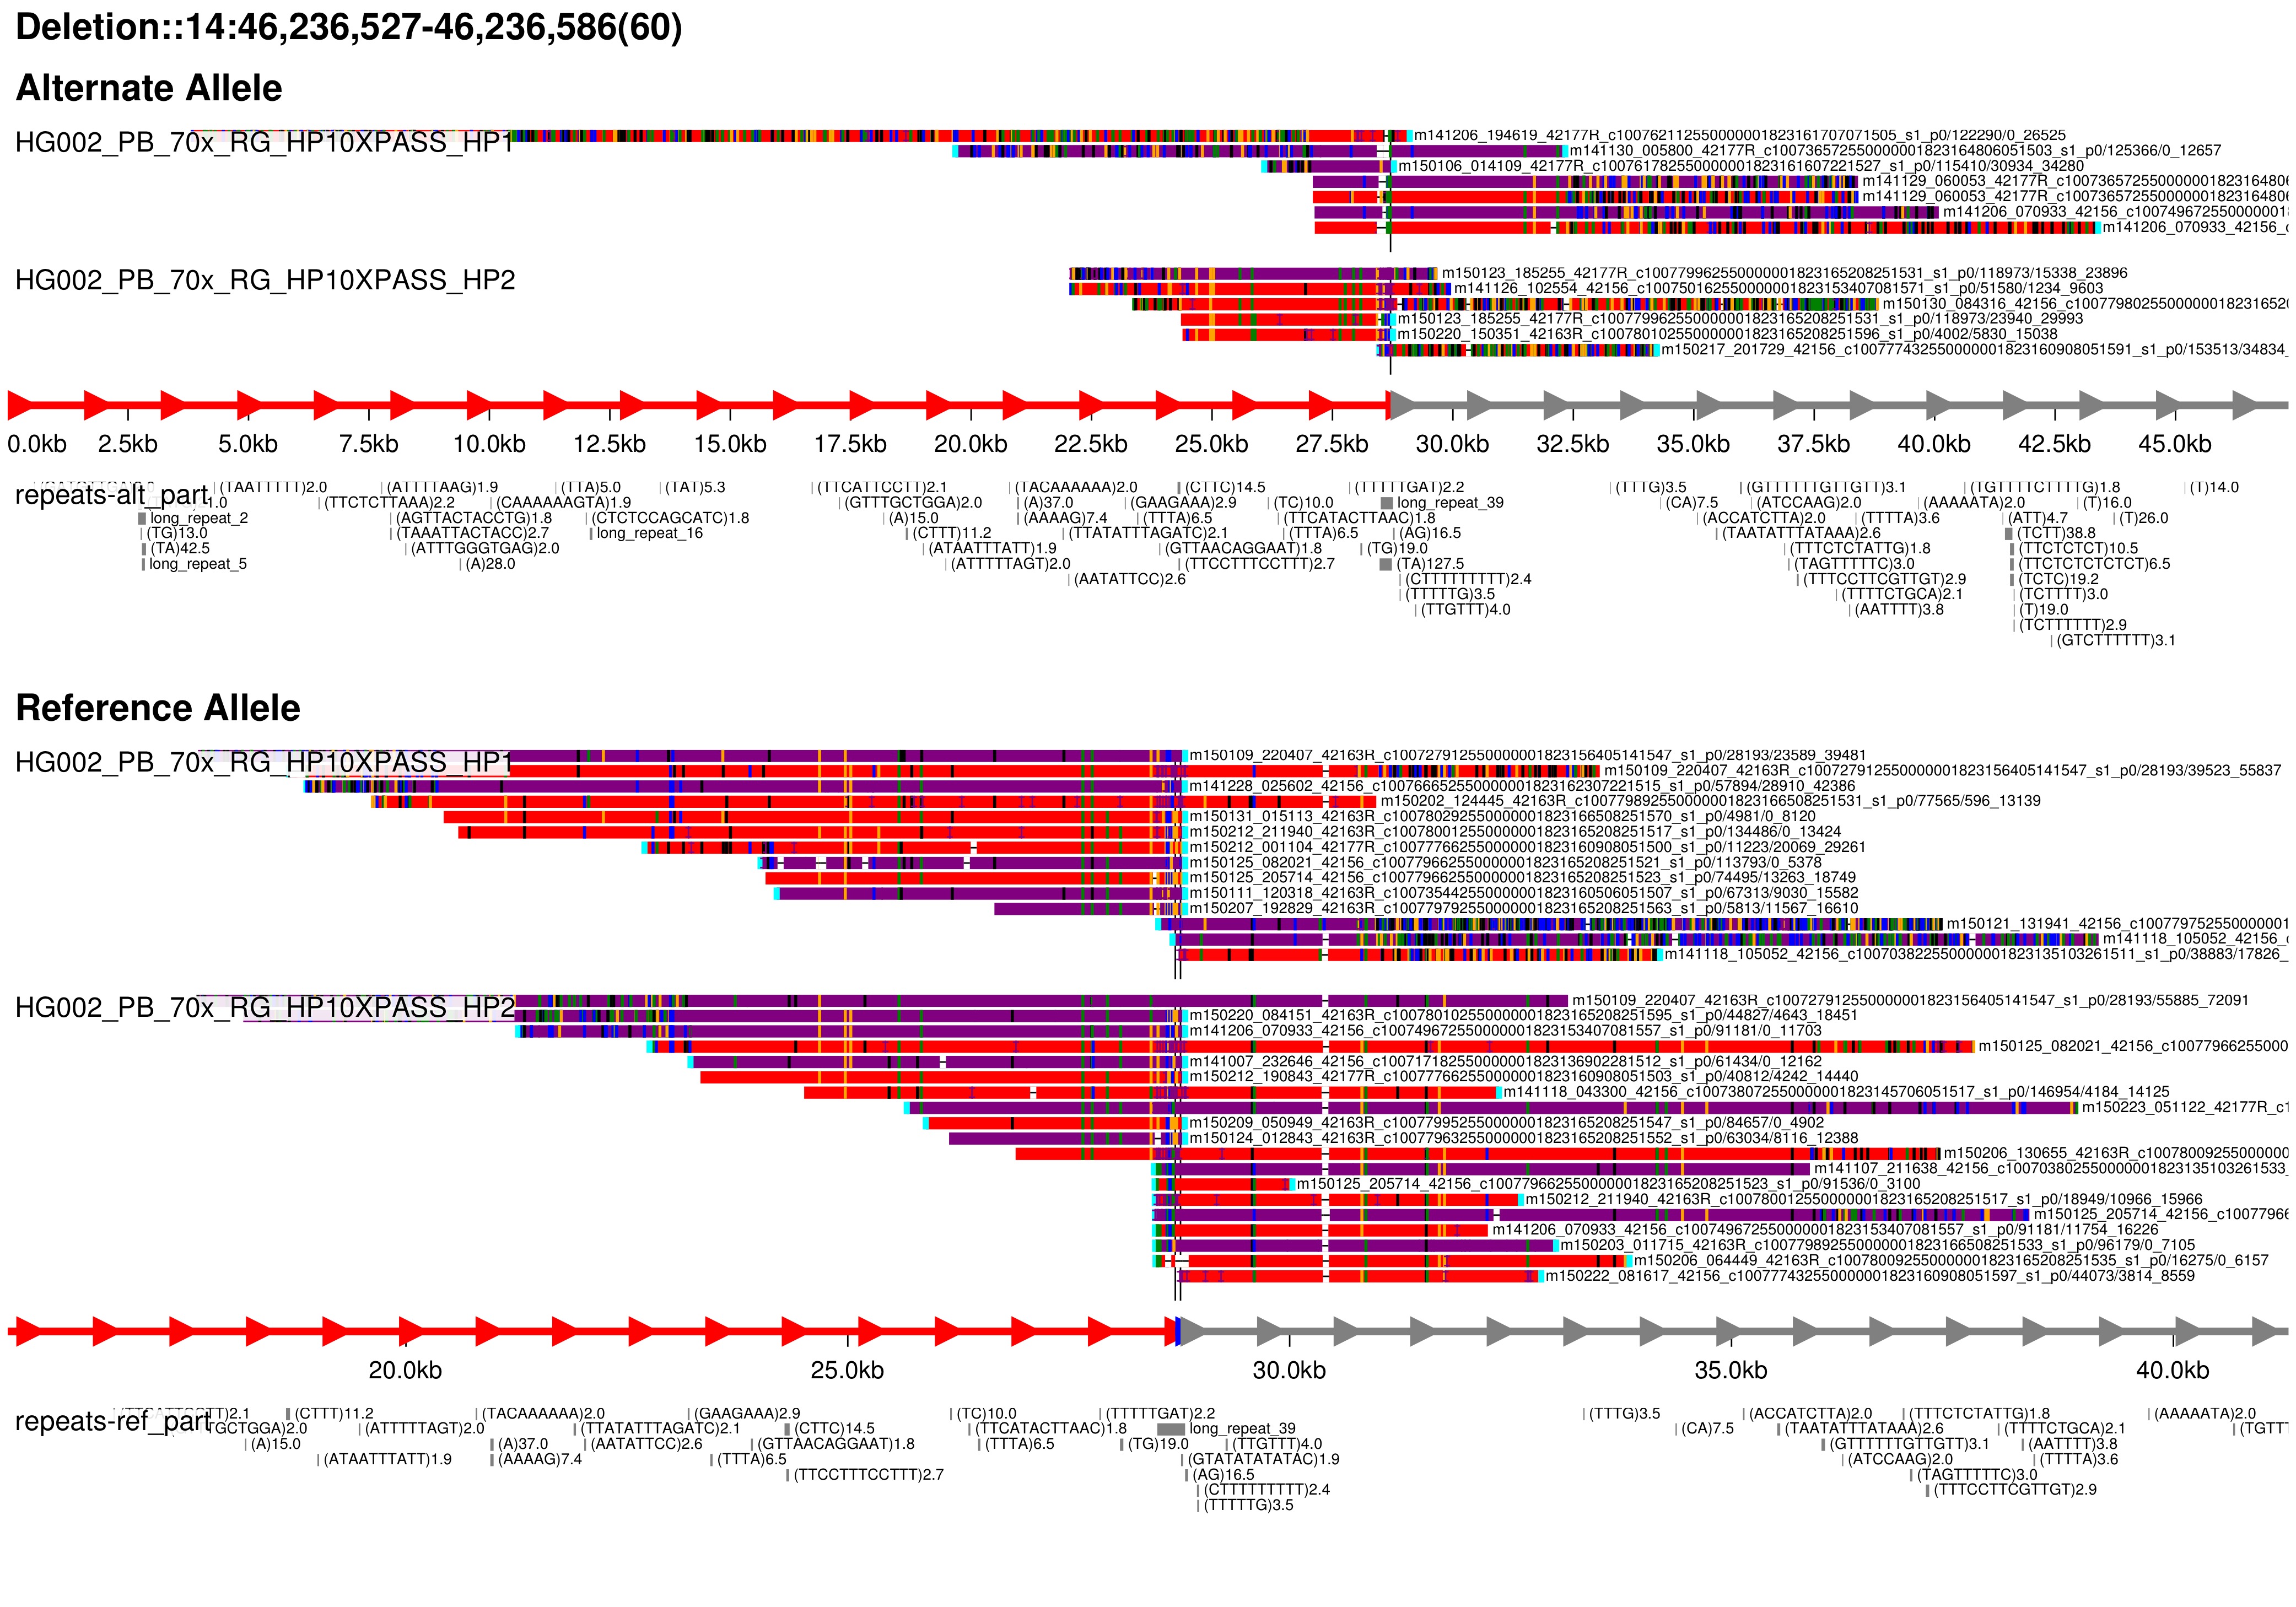 Deletion::14:46,236,527-46,236,586(60)
Alternate Allele
HG002_PB_70x_RG_HP10XPASS_HP1
m141206_194619_42177R_c100762112550000001823161707071505_s1_p0/122290/0_26525
m141130_005800_42177R_c100736572550000001823164806051503_s1_p0/125366/0_12657
m150106_014109_42177R_c100761782550000001823161607221527_s1_p0/115410/30934_34280
m141129_060053_42177R_c100736572550000001823164806
m141129_060053_42177R_c100736572550000001823164806
m141206_070933_42156_c10074967255000000018
m141206_070933_42156_c
HG002_PB_70x_RG_HP10XPASS_HP2
m150123_185255_42177R_c100779962550000001823165208251531_s1_p0/118973/15338_23896
m141126_102554_42156_c100750162550000001823153407081571_s1_p0/51580/1234_9603
m150130_084316_42156_c10077980255000000182316520
m150123_185255_42177R_c100779962550000001823165208251531_s1_p0/118973/23940_29993
m150220_150351_42163R_c100780102550000001823165208251596_s1_p0/4002/5830_15038
m150217_201729_42156_c100777432550000001823160908051591_s1_p0/153513/34834_
0.0kb 2.5kb 5.0kb 7.5kb 10.0kb 12.5kb 15.0kb 17.5kb 20.0kb 22.5kb 25.0kb 27.5kb 30.0kb 32.5kb 35.0kb 37.5kb 40.0kb 42.5kb 45.0kb
repeats-alt_part
(TAATTTTT)2.0 (ATTTTAAG)1.9 (TTA)5.0 (TAT)5.3 (TTCATTCCTT)2.1 (TACAAAAAA)2.0 (CTTC)14.5 (TTTTTGAT)2.2 (TTTG)3.5 (GTTTTTTGTTGTT)3.1 (TGTTTTCTTTTG)1.8 (T)14.0
(TTCTCTTAAA)2.2 (CAAAAAAGTA)1.9 (GTTTGCTGGA)2.0 (A)37.0 (GAAGAAA)2.9 (TC)10.0 long_repeat_39 (CA)7.5 (ATCCAAG)2.0 (AAAAATA)2.0 (T)16.0
long_repeat_2 (AGTTACTACCTG)1.8 (CTCTCCAGCATC)1.8 (A)15.0 (AAAAG)7.4 (TTTA)6.5 (TTCATACTTAAC)1.8 (ACCATCTTA)2.0 (TTTTA)3.6 (ATT)4.7 (T)26.0
(TG)13.0 (TAAATTACTACC)2.7 long_repeat_16 (CTTT)11.2 (TTATATTTAGATC)2.1 (TTTA)6.5 (AG)16.5 (TAATATTTATAAA)2.6 (TCTT)38.8
(TA)42.5 (ATTTGGGTGAG)2.0 (ATAATTTATT)1.9 (GTTAACAGGAAT)1.8 (TG)19.0 (TTTCTCTATTG)1.8 (TTCTCTCT)10.5
long_repeat_5 (A)28.0 (ATTTTTAGT)2.0 (TTCCTTTCCTTT)2.7 (TA)127.5 (TAGTTTTTC)3.0 (TTCTCTCTCTCT)6.5
(AATATTCC)2.6 (CTTTTTTTTT)2.4 (TTTCCTTCGTTGT)2.9 (TCTC)19.2
(TTTTTG)3.5 (TTTTCTGCA)2.1 (TCTTTT)3.0
(TTGTTT)4.0 (AATTTT)3.8 (T)19.0
(TCTTTTTT)2.9
(GTCTTTTTT)3.1
Reference Allele
HG002_PB_70x_RG_HP10XPASS_HP1
m150109_220407_42163R_c100727912550000001823156405141547_s1_p0/28193/23589_39481
m150109_220407_42163R_c100727912550000001823156405141547_s1_p0/28193/39523_55837
m141228_025602_42156_c100766652550000001823162307221515_s1_p0/57894/28910_42386
m150202_124445_42163R_c100779892550000001823166508251531_s1_p0/77565/596_13139
m150131_015113_42163R_c100780292550000001823166508251570_s1_p0/4981/0_8120
m150212_211940_42163R_c100780012550000001823165208251517_s1_p0/134486/0_13424
m150212_001104_42177R_c100777662550000001823160908051500_s1_p0/11223/20069_29261
m150125_082021_42156_c100779662550000001823165208251521_s1_p0/113793/0_5378
m150125_205714_42156_c100779662550000001823165208251523_s1_p0/74495/13263_18749
m150111_120318_42163R_c100735442550000001823160506051507_s1_p0/67313/9030_15582
m150207_192829_42163R_c100779792550000001823165208251563_s1_p0/5813/11567_16610
m150121_131941_42156_c1007797525500000001
m141118_105052_42156_c
m141118_105052_42156_c100703822550000001823135103261511_s1_p0/38883/17826_
HG002_PB_70x_RG_HP10XPASS_HP2
m150109_220407_42163R_c100727912550000001823156405141547_s1_p0/28193/55885_72091
m150220_084151_42163R_c100780102550000001823165208251595_s1_p0/44827/4643_18451
m141206_070933_42156_c100749672550000001823153407081557_s1_p0/91181/0_11703
m150125_082021_42156_c10077966255000
m141007_232646_42156_c100717182550000001823136902281512_s1_p0/61434/0_12162
m150212_190843_42177R_c100777662550000001823160908051503_s1_p0/40812/4242_14440
m141118_043300_42156_c100738072550000001823145706051517_s1_p0/146954/4184_14125
m150223_051122_42177R_c1
m150209_050949_42163R_c100779952550000001823165208251547_s1_p0/84657/0_4902
m150124_012843_42163R_c100779632550000001823165208251552_s1_p0/63034/8116_12388
m150206_130655_42163R_c100780092550000000
m141107_211638_42156_c100703802550000001823135103261533_
m150125_205714_42156_c100779662550000001823165208251523_s1_p0/91536/0_3100
m150212_211940_42163R_c100780012550000001823165208251517_s1_p0/18949/10966_15966
m150125_205714_42156_c10077966
m141206_070933_42156_c100749672550000001823153407081557_s1_p0/91181/11754_16226
m150203_011715_42163R_c100779892550000001823166508251533_s1_p0/96179/0_7105
m150206_064449_42163R_c100780092550000001823165208251535_s1_p0/16275/0_6157
m150222_081617_42156_c100777432550000001823160908051597_s1_p0/44073/3814_8559
20.0kb 25.0kb 30.0kb 35.0kb 40.0kb
repeats-ref_part
(CTTT)11.2 (TACAAAAAA)2.0 (GAAGAAA)2.9 (TC)10.0 (TTTTTGAT)2.2 (TTTG)3.5 (ACCATCTTA)2.0 (TTTCTCTATTG)1.8 (AAAAATA)2.0
(ATTTTTAGT)2.0 (TTATATTTAGATC)2.1 (CTTC)14.5 (TTCATACTTAAC)1.8 long_repeat_39 (CA)7.5 (TAATATTTATAAA)2.6 (TTTTCTGCA)2.1 (TGTT
(A)15.0 (A)37.0 (AATATTCC)2.6 (GTTAACAGGAAT)1.8 (TTTA)6.5 (TG)19.0 (TTGTTT)4.0 (GTTTTTTGTTGTT)3.1 (AATTTT)3.8
(ATAATTTATT)1.9 (AAAAG)7.4 (TTTA)6.5 (GTATATATATAC)1.9 (ATCCAAG)2.0 (TTTTA)3.6
(TTCCTTTCCTTT)2.7 (AG)16.5 (TAGTTTTTC)3.0
(CTTTTTTTTT)2.4 (TTTCCTTCGTTGT)2.9
(TTTTTG)3.5